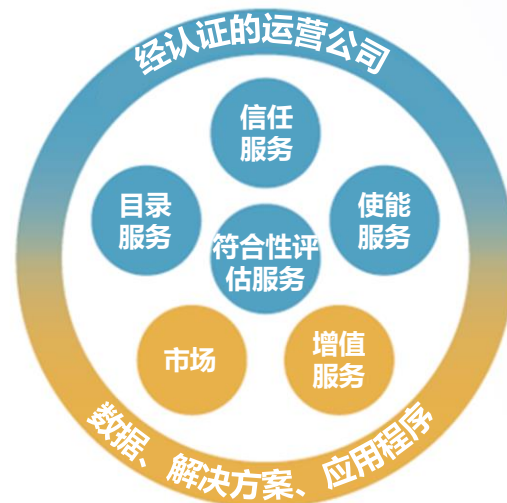 经认证的运营公司
信任
服务
目录
服务
使能
服务
符合性评
估服务
市场
增值
服务
数据、解决方案、应用程序